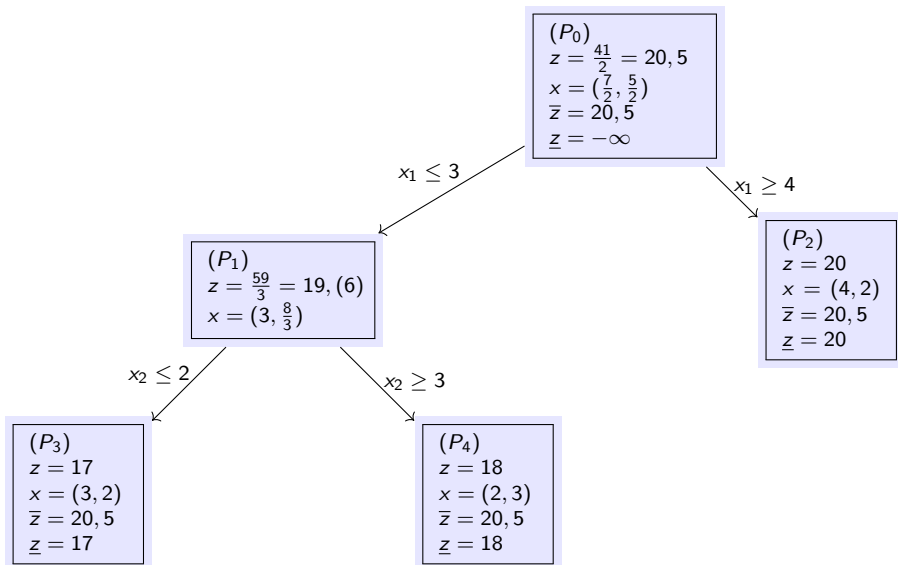 (P₀)
z = 41/2 = 20, 5
x = (7/2, 5/2)
z̅ = 20, 5
z̲ = −∞
x₁ ≤ 3
x₁ ≥ 4
(P₁)
z = 59/3 = 19, (6)
x = (3, 8/3)
(P₂)
z = 20
x = (4, 2)
z̅ = 20, 5
z̲ = 20
x₂ ≤ 2
x₂ ≥ 3
(P₃)
z = 17
x = (3, 2)
z̅ = 20, 5
z̲ = 17
(P₄)
z = 18
x = (2, 3)
z̅ = 20, 5
z̲ = 18